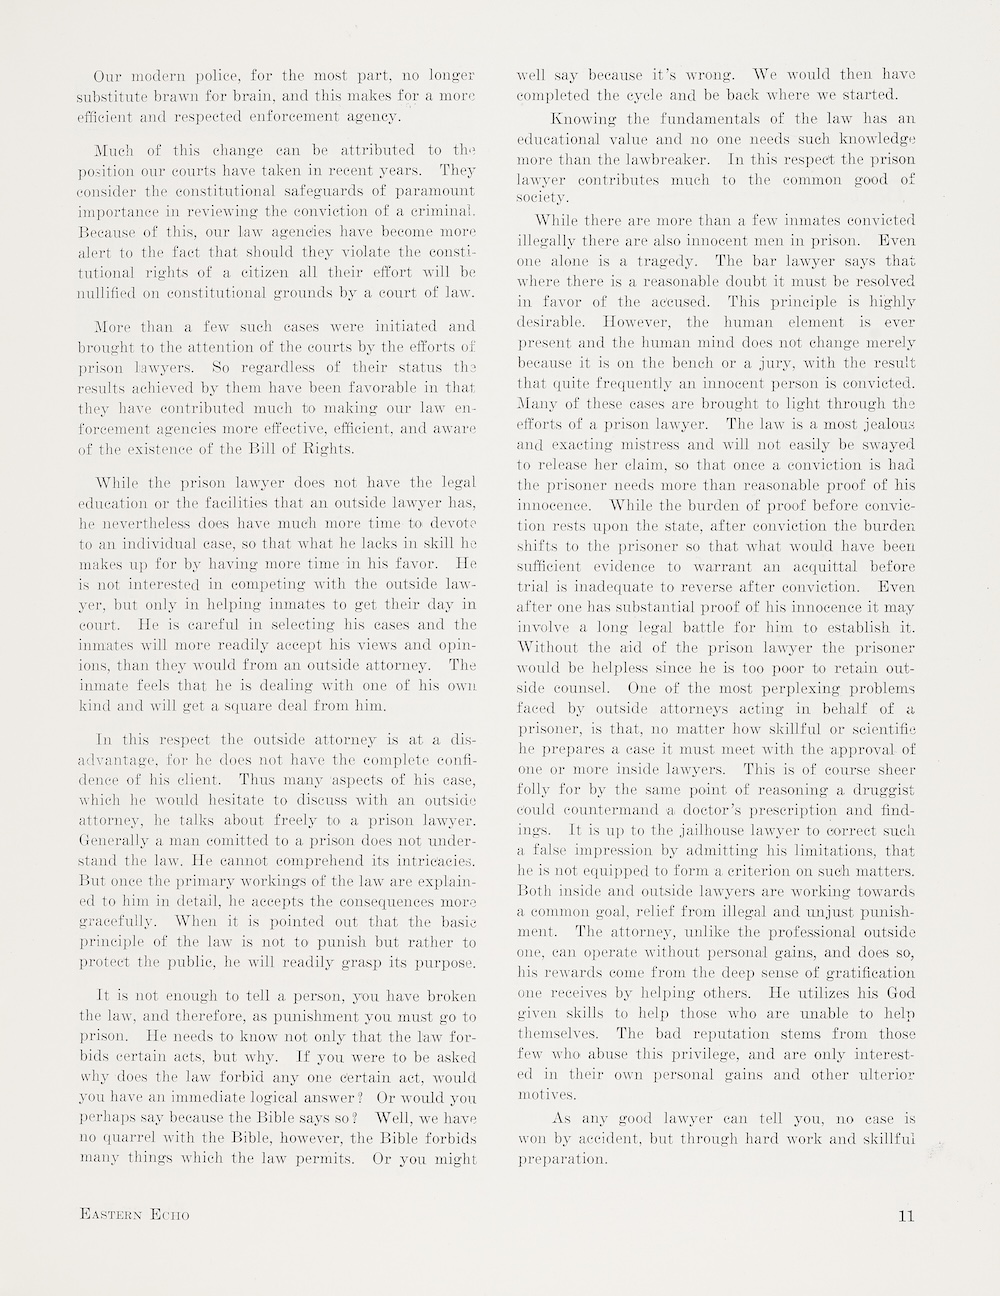 Our modern police, for the most part, no longer
substitute brawn for brain, and this makes for a more
efficient and respected enforcement agency.
Much of this change can be attributed to the
position our courts have taken in recent years. They
consider the constitutional safeguards of paramount
importance in reviewing the conviction of a criminal.
Because of this, our law agencies have become more
alert to the fact that should they violate the consti-
tutional rights of a citizen all their effort will be
nullified on constitutional grounds by a court of law.
More than a few such cases were initiated and
brought to the attention of the courts by the efforts of
prison lawyers. So regardless of their status the
results achieved by them have been favorable in that
they have contributed much to making our law en-
forcement agencies more effective, efficient, and aware
of the existence of the Bill of Rights.
While the prison lawyer does not have the legal
education or the facilities that an outside lawyer has,
he nevertheless does have much more time to devote
to an individual case, so that what he lacks in skill he
makes up for by having more time in his favor. He
is not interested in competing with the outside law-
yer, but only in helping inmates to get their day in
court. He is careful in selecting his cases and the
inmates will more readily accept his views and opin-
ions, than they would from an outside attorney. The
inmate feels that he is dealing with one of his own
kind and will get a square deal from him.
In this respect the outside attorney is at a dis-
advantage, for he does not have the complete confi-
dence of his client. Thus many aspects of his case,
which he would hesitate to discuss with an outside
attorney, he talks about freely to a prison lawyer.
Generally a man comitted to a prison does not under-
stand the law. He cannot comprehend its intricacies.
But once the primary workings of the law are explain-
ed to him in detail, he accepts the consequences more
gracefully. When it is pointed out that the basic
principle of the law is not to punish but rather to
protect the public, he will readily grasp its purpose.
It is not enough to tell a person, you have broken
the law, and therefore, as punishment you must go to
prison. He needs to know not only that the law for-
bids certain acts, but why. If you were to be asked
why does the law forbid any one certain act, would
you have an immediate logical answer? Or would you
perhaps say because the Bible says so? Well, we have
no quarrel with the Bible, however, the Bible forbids
many things which the law permits. Or you might
well say because it's wrong. We would then have
completed the cycle and be back where we started.
Knowing the fundamentals of the law has an
educational value and no one needs such knowledge
more than the lawbreaker. In this respect the prison
lawyer contributes much to the common good of
society.
While there are more than a few inmates convicted
illegally there are also innocent men in prison. Even
one alone is a tragedy. The bar lawyer says that
where there is a reasonable doubt it must be resolved
in favor of the accused. This principle is highly
desirable. However, the human element is ever
present and the human mind does not change merely
because it is on the bench or a jury, with the result
that quite frequently an innocent person is convicted.
Many of these cases are brought to light through the
efforts of a prison lawyer. The law is a most jealous
and exacting mistress and will not easily be swayed
to release her claim, so that once a conviction is had
the prisoner needs more than reasonable proof of his
innocence. While the burden of proof before convic-
tion rests upon the state, after conviction the burden
shifts to the prisoner so that what would have been
sufficient evidence to warrant an acquittal before
trial is inadequate to reverse after conviction. Even
after one has substantial proof of his innocence it may
involve a long legal battle for him to establish it.
Without the aid of the prison lawyer the prisoner
would be helpless since he is too poor to retain out-
side counsel. One of the most perplexing problems
faced by outside attorneys acting in behalf of a
prisoner, is that, no matter how skillful or scientific
he prepares a case it must meet with the approval of
one or more inside lawyers. This is of course sheer
folly for by the same point of reasoning a druggist
could countermand a doctor's prescription and find-
ings. It is up to the jailhouse lawyer to correct such
a false impression by admitting his limitations, that
he is not equipped to form a criterion on such matters.
Both inside and outside lawyers are working towards
a common goal, relief from illegal and unjust punish-
ment. The attorney, unlike the professional outside
one, can operate without personal gains, and does so,
his rewards come from the deep sense of gratification
one receives by helping others. He utilizes his God
given skills to help those who are unable to help
themselves. The bad reputation stems from those
few who abuse this privilege, and are only interest-
ed in their own personal gains and other ulterior
motives.
As any good lawyer can tell you, no case is
won by accident, but through hard work and skillful
preparation.
EASTERN ECHO
11